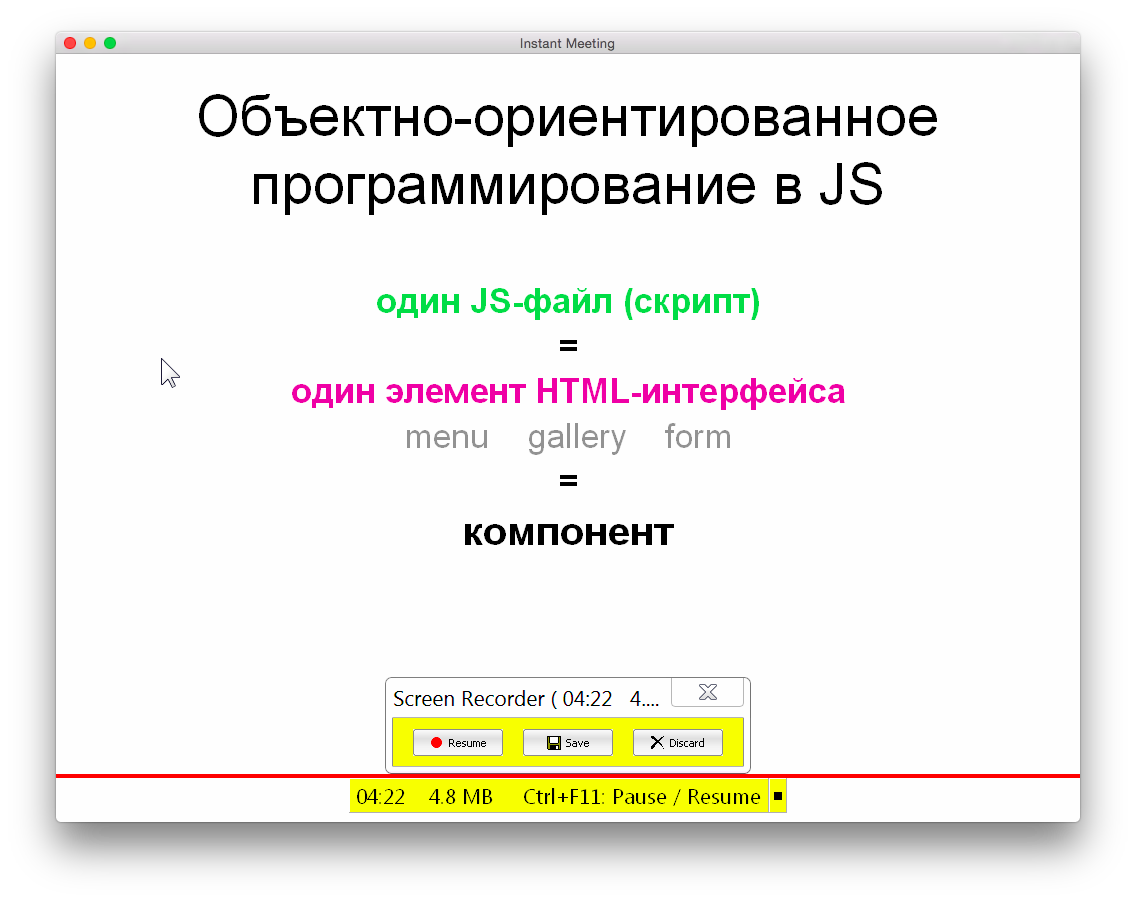 Instant Meeting
Объектно-ориентированное
программирование в JS
один JS-файл (скрипт)
=
один элемент HTML-интерфейса
menu gallery form
=
компонент
Screen Recorder ( 04:22 4....
Resume Save Discard
04:22 4.8 MB Ctrl+F11: Pause / Resume